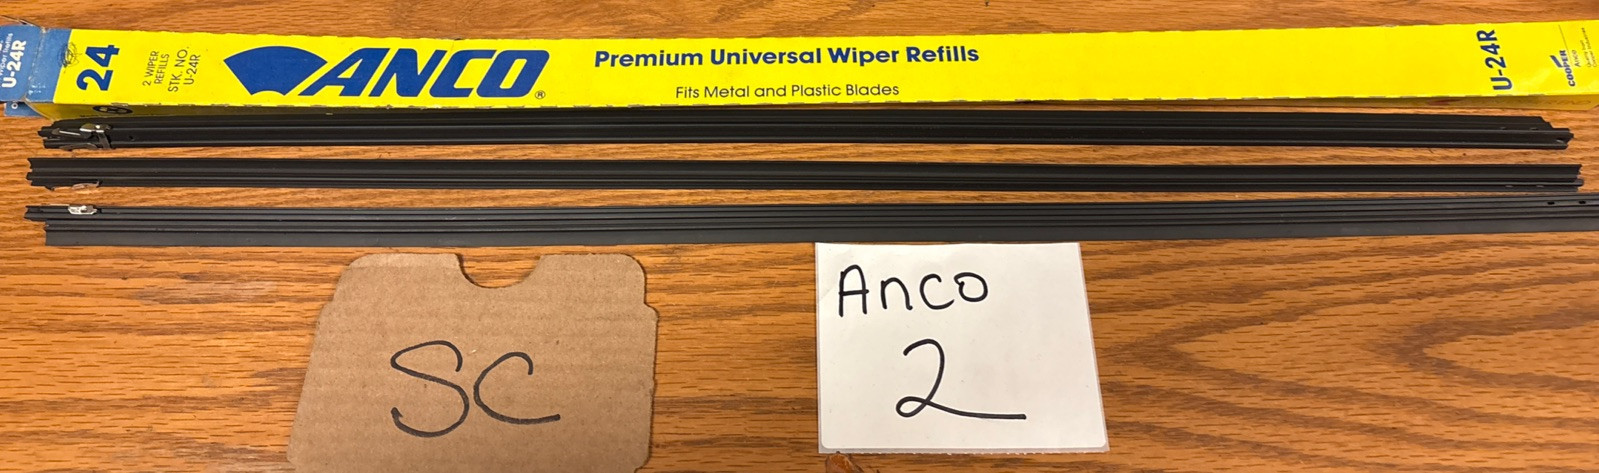 U-24R
24
2 WIPER
REFILLS
STK. NO.
U-24R
ANCO®
Premium Universal Wiper Refills
Fits Metal and Plastic Blades
U-24R
COOPER
Anco
SC
Anco
2